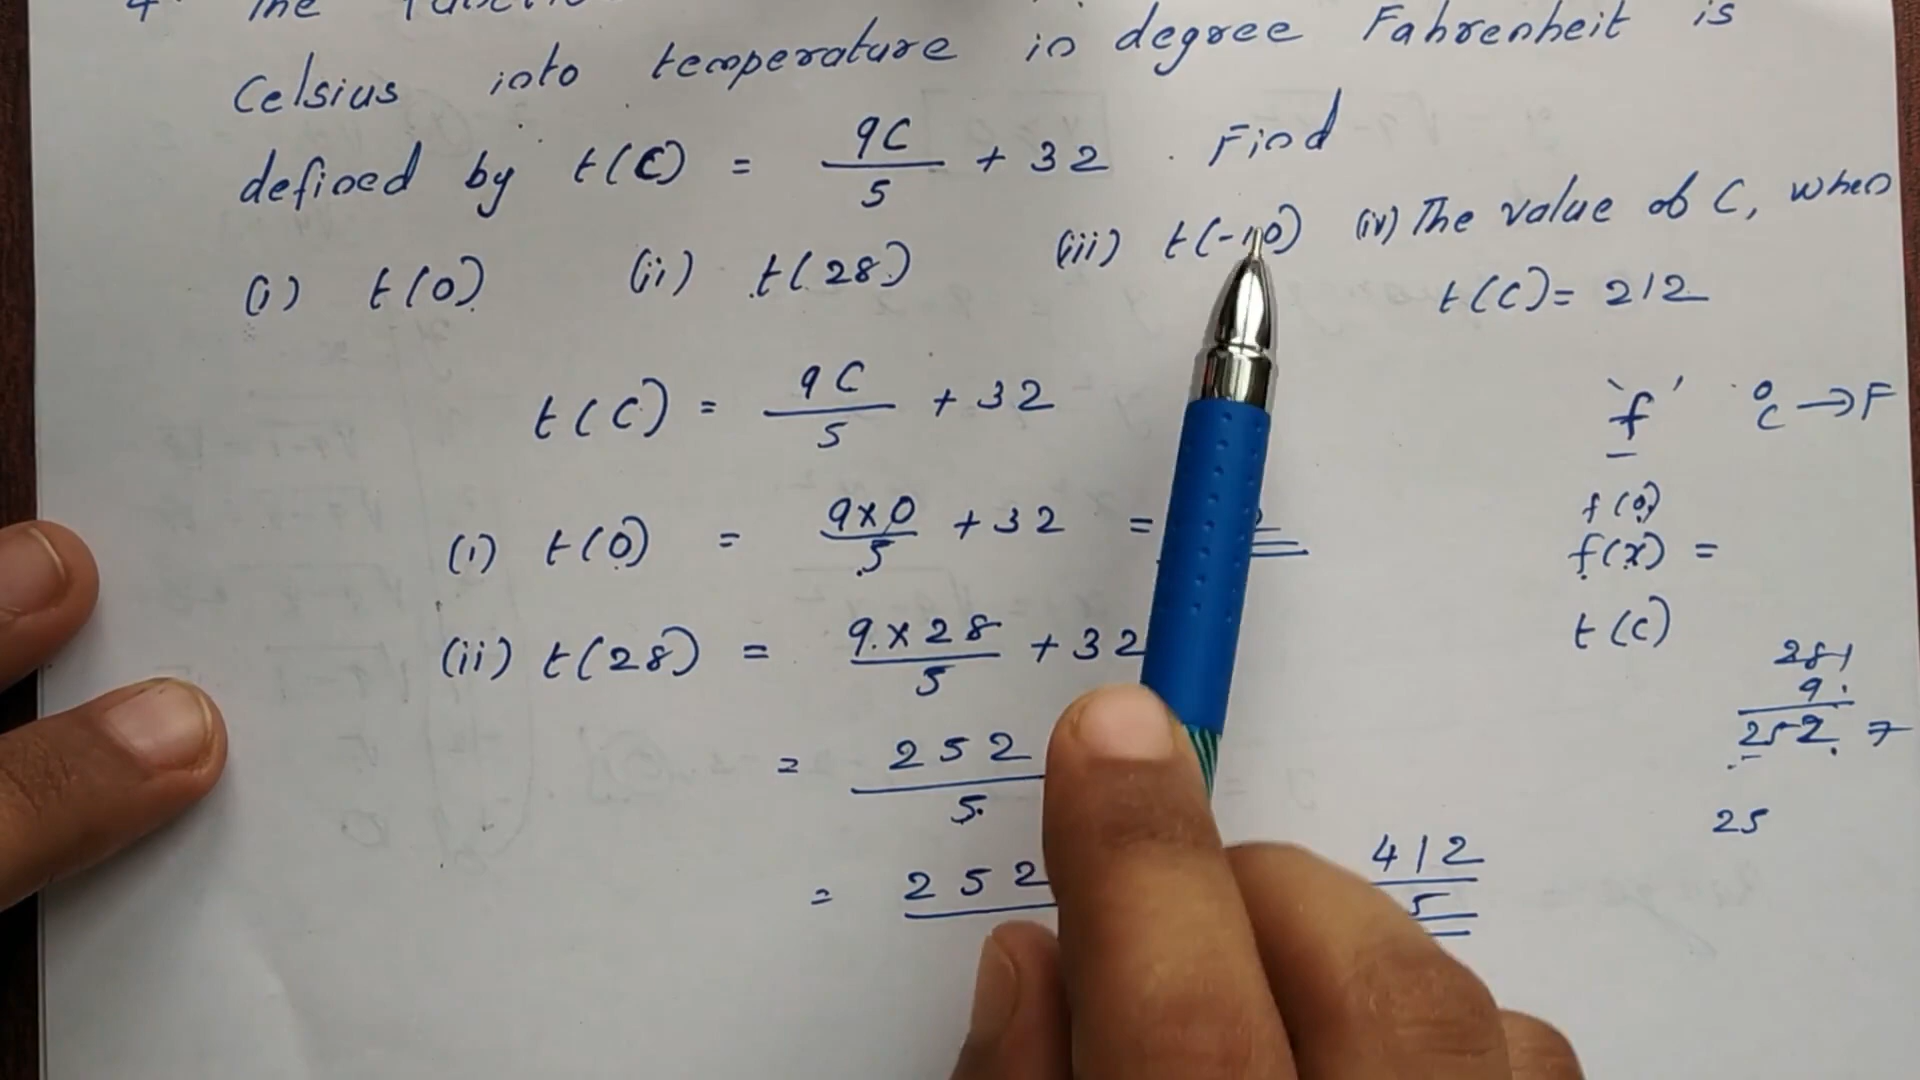 4 The
Celsius into temperature in degree Fahrenheit is
defined by t(C) = 9C/5 + 32 . Find
(i) t(0) (ii) t(28) (iii) t(-10) (iv) The value of C, when
t(C) = 212
t(C) = 9C/5 + 32
'f' °C → F
(i) t(0) = 9×0/5 + 32 =
f(0)
f(x) =
(ii) t(28) = 9×28/5 + 32
t(C)
28
9
252
= 252/5
25
= 252
412/5